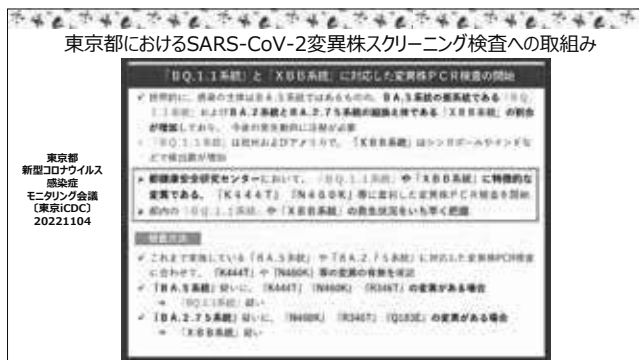 東京都におけるSARS-CoV-2変異株スクリーニング検査への取組み
「BQ.1.1系統」と「XBB系統」に対応した変異株PCR検査の開始
✓ 世界的に、感染の主体はBA.5系統ではあるものの、BA.5系統の亜系統である「BQ.
1.1系統」およびBA.2系統とBA.2.75系統の組換え体である「XBB系統」の割合
が増加しており、今後の発生動向に注視が必要
✓ 「BQ.1.1系統」は欧州およびアメリカで、「XBB系統」はシンガポールやインドな
どで検出数が増加
東京都
新型コロナウイルス
感染症
モニタリング会議
〔東京iCDC〕
20221104
➤ 都健康安全研究センターにおいて、「BQ.1.1系統」や「XBB系統」に特徴的な
変異である、「K444T」「N460K」等に着目した変異株PCR検査を開始
➤ 都内の「BQ.1.1系統」や「XBB系統」の発生状況をいち早く把握
検査方法
✓ これまで実施している「BA.5系統」や「BA.2.75系統」に対応した変異株PCR検査
に合わせて、「K444T」や「N460K」等の変異の有無を確認
✓ 「BA.5系統」疑いに、「K444T」「N460K」「R346T」の変異がある場合
⇒ 「BQ.1.1系統」疑い
✓ 「BA.2.75系統」疑いに、「N460K」「R346T」「Q183E」の変異がある場合
⇒ 「XBB系統」疑い